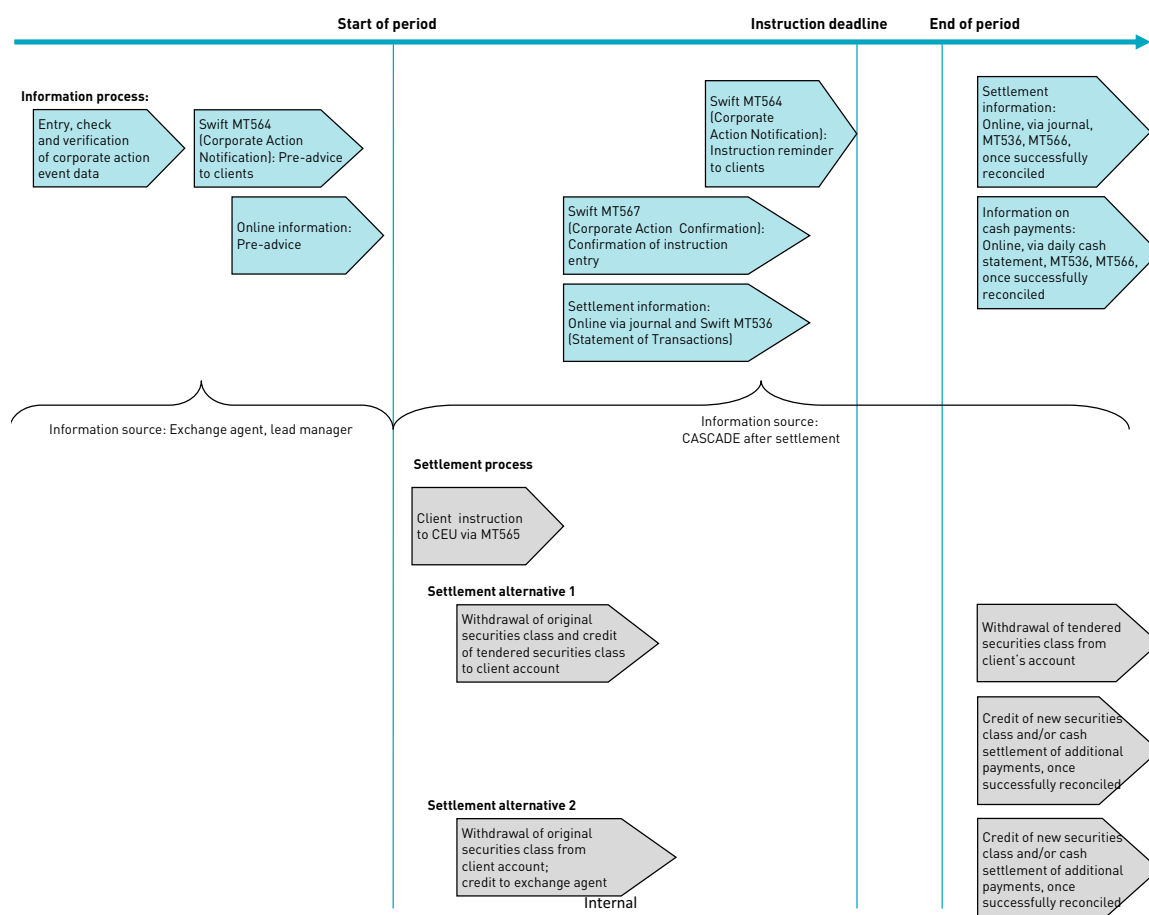 Start of period
Instruction deadline
End of period
Information process:
Entry, check
and verification
of corporate action
event data
Swift MT564
(Corporate Action
Notification): Pre-advice
to clients
Online information:
Pre-advice
Swift MT564
(Corporate
Action Notification):
Instruction reminder
to clients
Swift MT567
(Corporate Action  Confirmation):
Confirmation of instruction
entry
Settlement information:
Online via journal and Swift MT536
(Statement of Transactions)
Settlement
information:
Online, via journal,
MT536, MT566,
once successfully
reconciled
Information on
cash payments:
Online, via daily cash
statement, MT536, MT566,
once successfully
reconciled
Information source: Exchange agent, lead manager
Information source:
CASCADE after settlement
Settlement process
Client  instruction
to CEU via MT565
Settlement alternative 1
Withdrawal of original
securities class and credit
of tendered securities class
to client account
Withdrawal of tendered
securities class from
client's account
Credit of new securities
class and/or cash
settlement of additional
payments, once
successfully reconciled
Settlement alternative 2
Withdrawal of original
securities class from
client account;
credit to exchange agent
Credit of new securities
class and/or cash
settlement of additional
payments, once
successfully reconciled
Internal